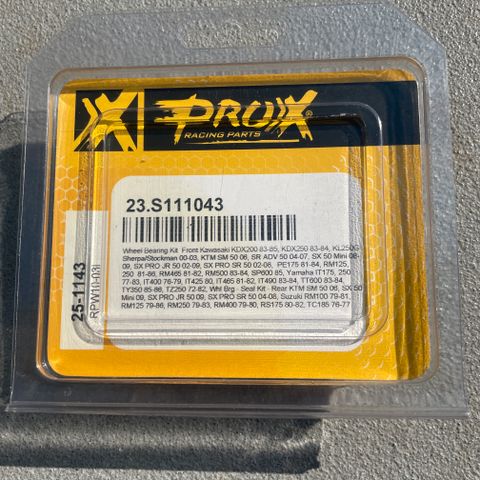 PROX®
RACING PARTS
23.S111043
Wheel Bearing Kit Front Kawasaki KDX200 83-85, KDX250 83-84, KL250G
Sherpa/Stockman 00-03, KTM SM 50 06, SR ADV 50 04-07, SX 50 Mini 08-
09, SX PRO JR 50 02-09, SX PRO SR 50 02-08, PE175 81-84, RM125,
250 81-86, RM465 81-82, RM500 83-84, SP600 85, Yamaha IT175, 250
77-83, IT400 76-79, IT425 80, IT465 81-82, IT490 83-84, TT600 83-84,
TY350 85-86, TZ250 72-82, Whl Brg. Seal Kit - Rear KTM SM 50 06, SX 50
Mini 09, SX PRO JR 50 09, SX PRO SR 50 04-08, Suzuki RM100 79-81,
RM125 79-86, RM250 79-83, RM400 79-80, RS175 80-82, TC185 76-77
25-1143